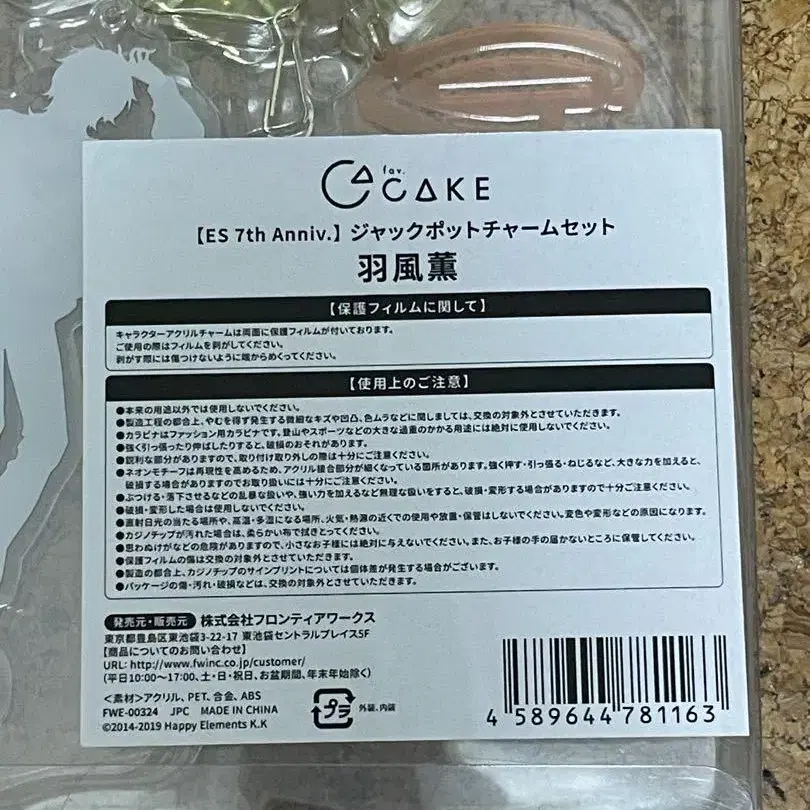 fav.
CAKE
【ES 7th Anniv.】ジャックポットチャームセット
羽風薫
【保護フィルムに関して】
キャラクターアクリルチャームは両面に保護フィルムが付いております。
ご使用の際はフィルムを剥がしてください。
剥がす際には傷つけないように端からめくってください。
【使用上のご注意】
●本来の用途以外では使用しないでください。
●製造工程の都合上、やむを得ず発生する微細なキズや凹凸、色ムラなどに関しましては、交換の対象外とさせていただきます。
●カラビナはファッション用カラビナです。登山やスポーツなどの大きな過重のかかる用途には絶対に使用しないでください。
●強く引っ張ったり伸ばしたりすると、破損のおそれがあります。
●鋭利な部分がありますので、取り付け取り外しの際は十分にご注意ください。
●ネオンモチーフは再現性を高めるため、アクリル接合部分が細くなっている箇所があります。強く押す・引っ張る・ねじるなど、大きな力を加えると、
破損する場合がありますのでお取り扱いには十分にご注意ください。
●ぶつける・落下させるなどの乱暴な扱いや、強い力を加えるなど無理な扱いをすると、破損・変形する場合がありますので十分ご注意ください。
●破損・変形した場合は使用しないでください。
●直射日光の当たる場所や、高温・多湿になる場所、火気・熱源の近くでの使用や放置・保管はしないでください。変色や変形などの原因になります。
●カジノチップが汚れた場合は、柔らかい布で拭きとってください。
●思わぬけがなどの危険がありますので、小さなお子様には絶対に与えないでください。また、お子様の手の届かないところに保管してください。
●保護フィルムの傷は交換の対象外とさせていただきます。
●製造の都合上、カジノチップのサインプリントについては個体差が発生する場合がございます。
●パッケージの傷・汚れ・破損などは、交換の対象外とさせていただきます。
発売元・販売元 株式会社フロンティアワークス
東京都豊島区東池袋3-22-17 東池袋セントラルプレイス5F
【商品についてのお問い合わせ】
URL: http://www.fwinc.co.jp/customer/
(平日10:00〜17:00、土・日・祝日、お盆期間、年末年始除く)
＜素材＞アクリル、PET、合金、ABS
FWE-00324 JPC MADE IN CHINA
©2014-2019 Happy Elements K.K
プラ 外装、内装
4 589644 781163